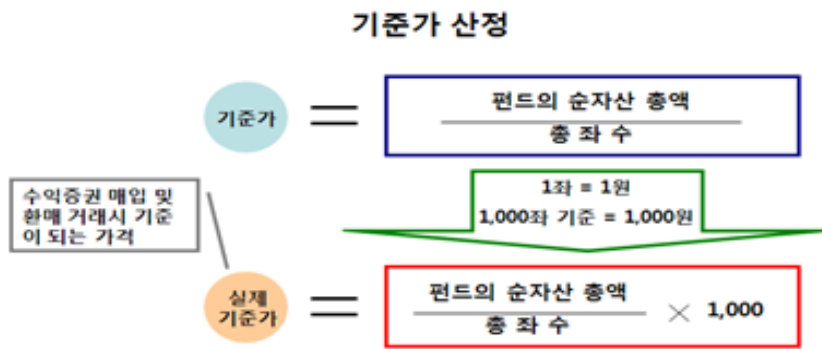 기준가 산정
기준가
펀드의 순자산 총액
총 좌 수
1좌 = 1원
1,000좌 기준 = 1,000원
수익증권 매입 및
환매 거래시 기준
이 되는 가격
실제
기준가
펀드의 순자산 총액
총 좌 수
× 1,000